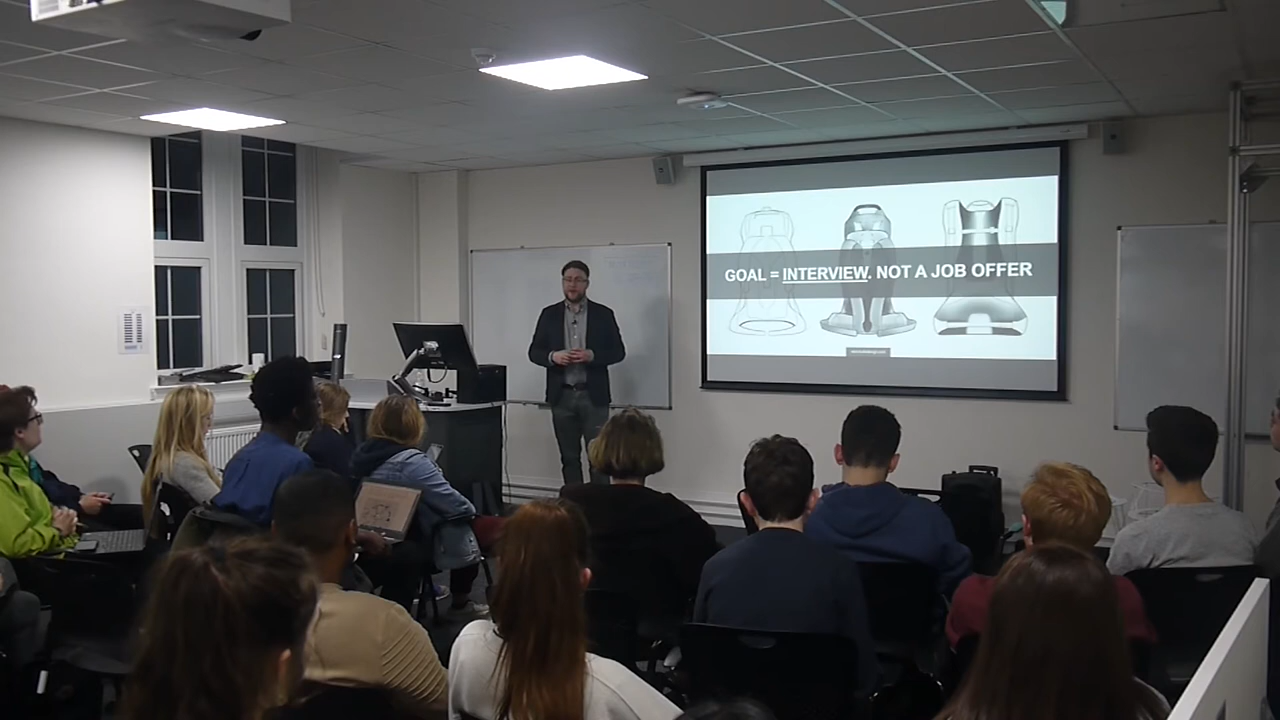 GOAL = INTERVIEW. NOT A JOB OFFER